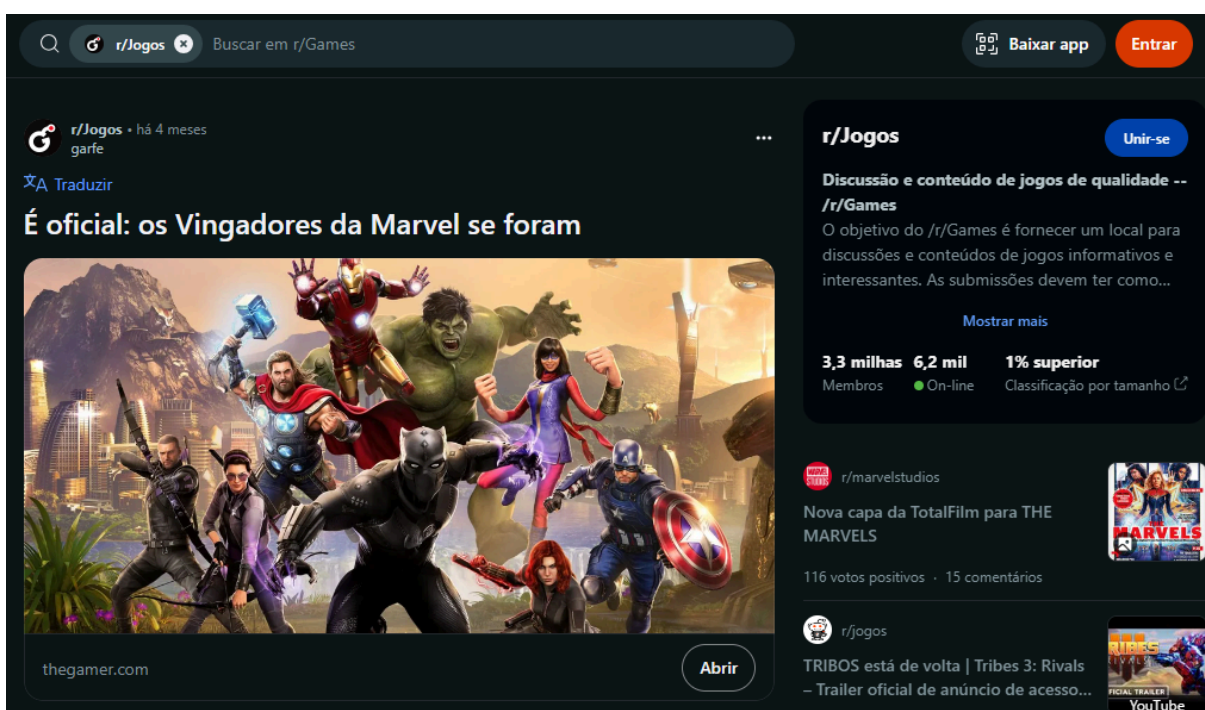 r/Jogos
Buscar em r/Games
Baixar app
Entrar
r/Jogos • há 4 meses
garfe
Traduzir
É oficial: os Vingadores da Marvel se foram
thegamer.com
Abrir
r/Jogos
Unir-se
Discussão e conteúdo de jogos de qualidade --
/r/Games
O objetivo do /r/Games é fornecer um local para
discussões e conteúdos de jogos informativos e
interessantes. As submissões devem ter como...
Mostrar mais
3,3 milhas 6,2 mil 1% superior
Membros On-line Classificação por tamanho
r/marvelstudios
Nova capa da TotalFilm para THE
MARVELS
116 votos positivos · 15 comentários
MARVELS
r/jogos
TRIBOS está de volta | Tribes 3: Rivals
– Trailer oficial de anúncio de acesso...
TRIBES
RIVALS
OFFICIAL TRAILER
YouTube